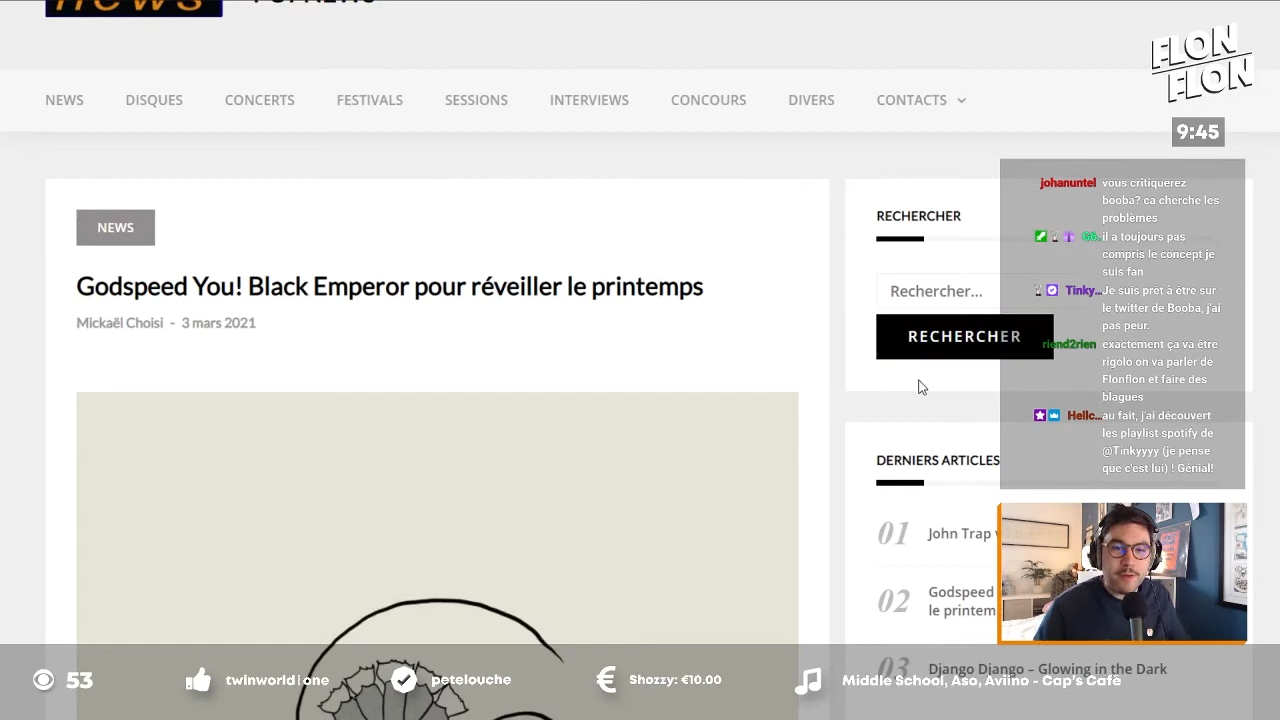 news
FLON
FLON
NEWS DISQUES CONCERTS FESTIVALS SESSIONS INTERVIEWS CONCOURS DIVERS CONTACTS
9:45
NEWS
Godspeed You! Black Emperor pour réveiller le printemps
Mickaël Choisi - 3 mars 2021
RECHERCHER
Rechercher...
RECHERCHER
DERNIERS ARTICLES
01 John Trap
02 Godspeed
le printem
03 Django Django – Glowing in the Dark
johanuntel vous critiquerez
booba? ca cherche les
problèmes
il a toujours pas
compris le concept je
suis fan
Tinky... Je suis prêt à être sur
le twitter de Booba, j'ai
pas peur.
riend2rien exactement ça va être
rigolo on va parler de
Flonflon et faire des
blagues
Hellc... au fait, j'ai découvert
les playlist spotify de
@Tinkyyyy (je pense
que c'est lui) ! Génial!
53 twinworld1one petelouche Shozzy: €10.00 Middle School, Aso, Aviino - Cap's Café